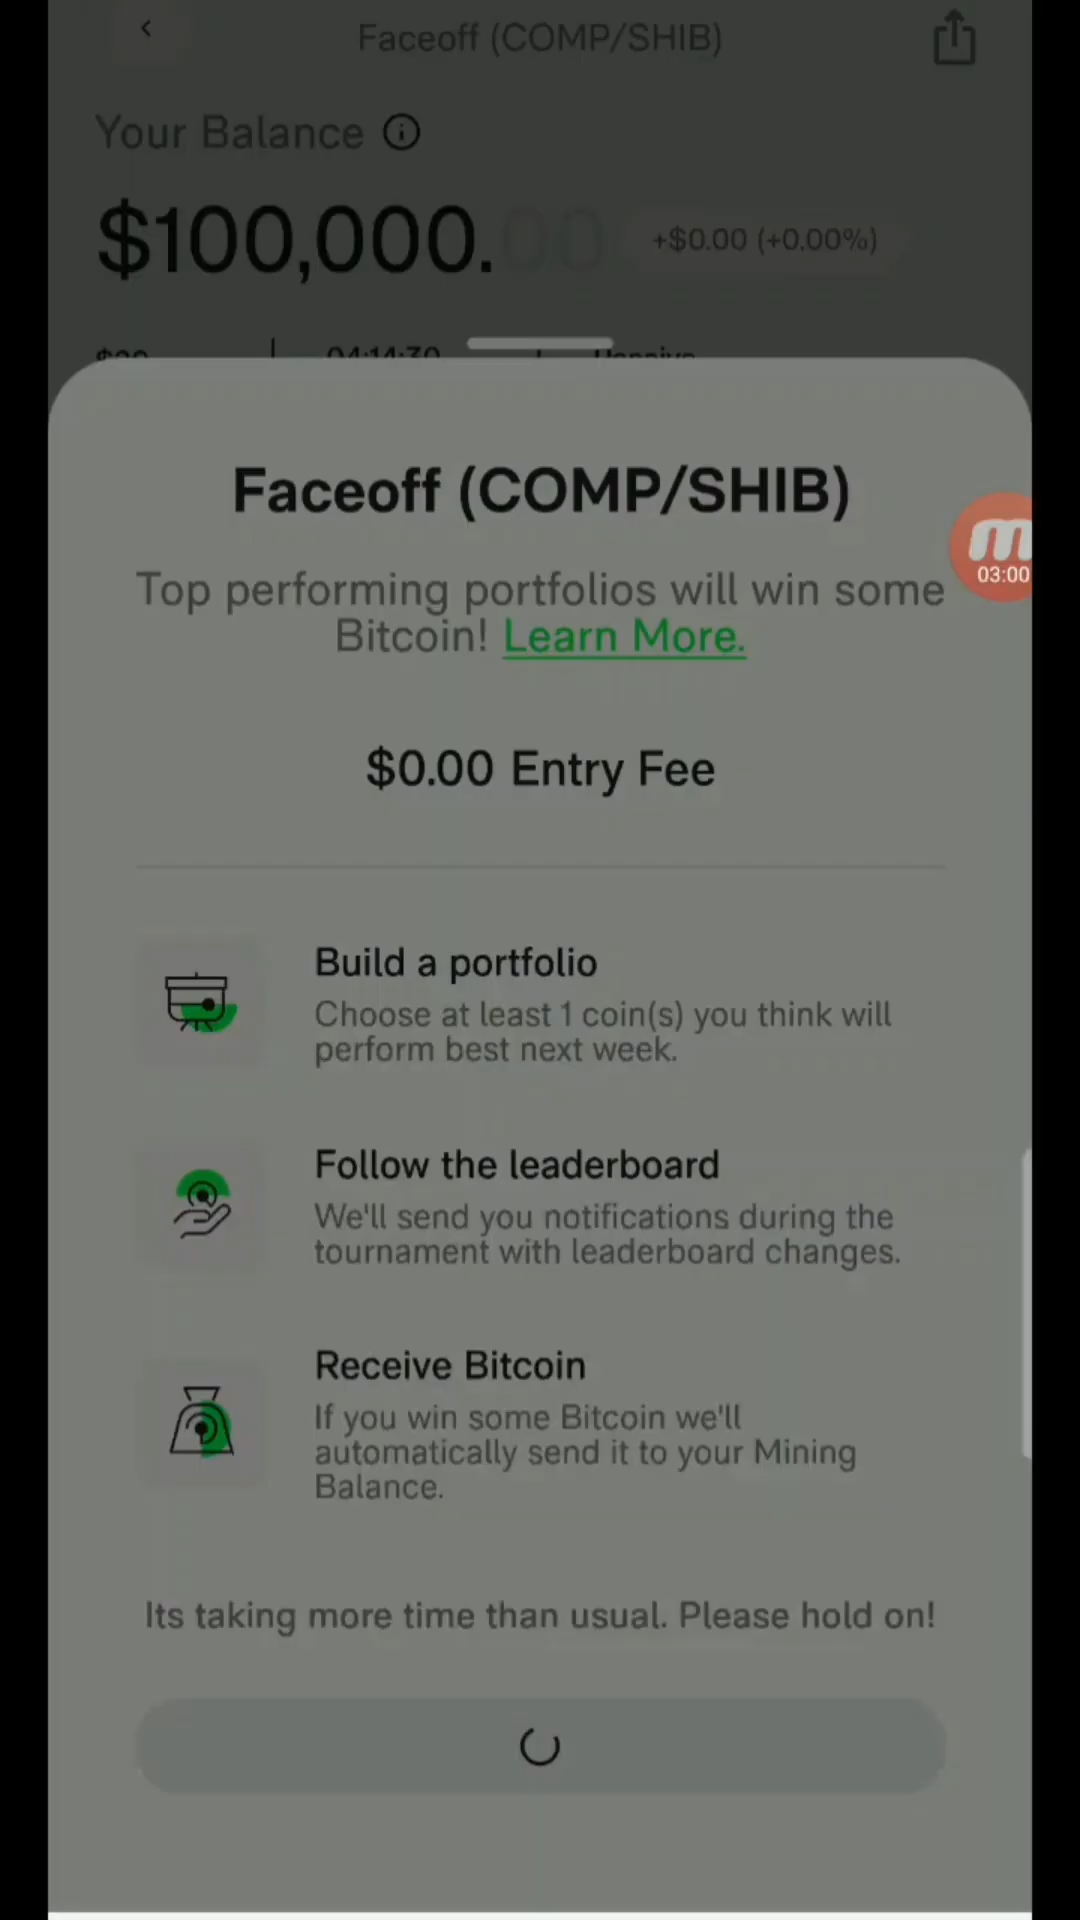 Faceoff (COMP/SHIB)
Your Balance
$100,000.00 +$0.00 (+0.00%)
04:14:30
Faceoff (COMP/SHIB)
Top performing portfolios will win some
Bitcoin! Learn More.
m
03:00
$0.00 Entry Fee
Build a portfolio
Choose at least 1 coin(s) you think will
perform best next week.
Follow the leaderboard
We'll send you notifications during the
tournament with leaderboard changes.
Receive Bitcoin
If you win some Bitcoin we'll
automatically send it to your Mining
Balance.
Its taking more time than usual. Please hold on!